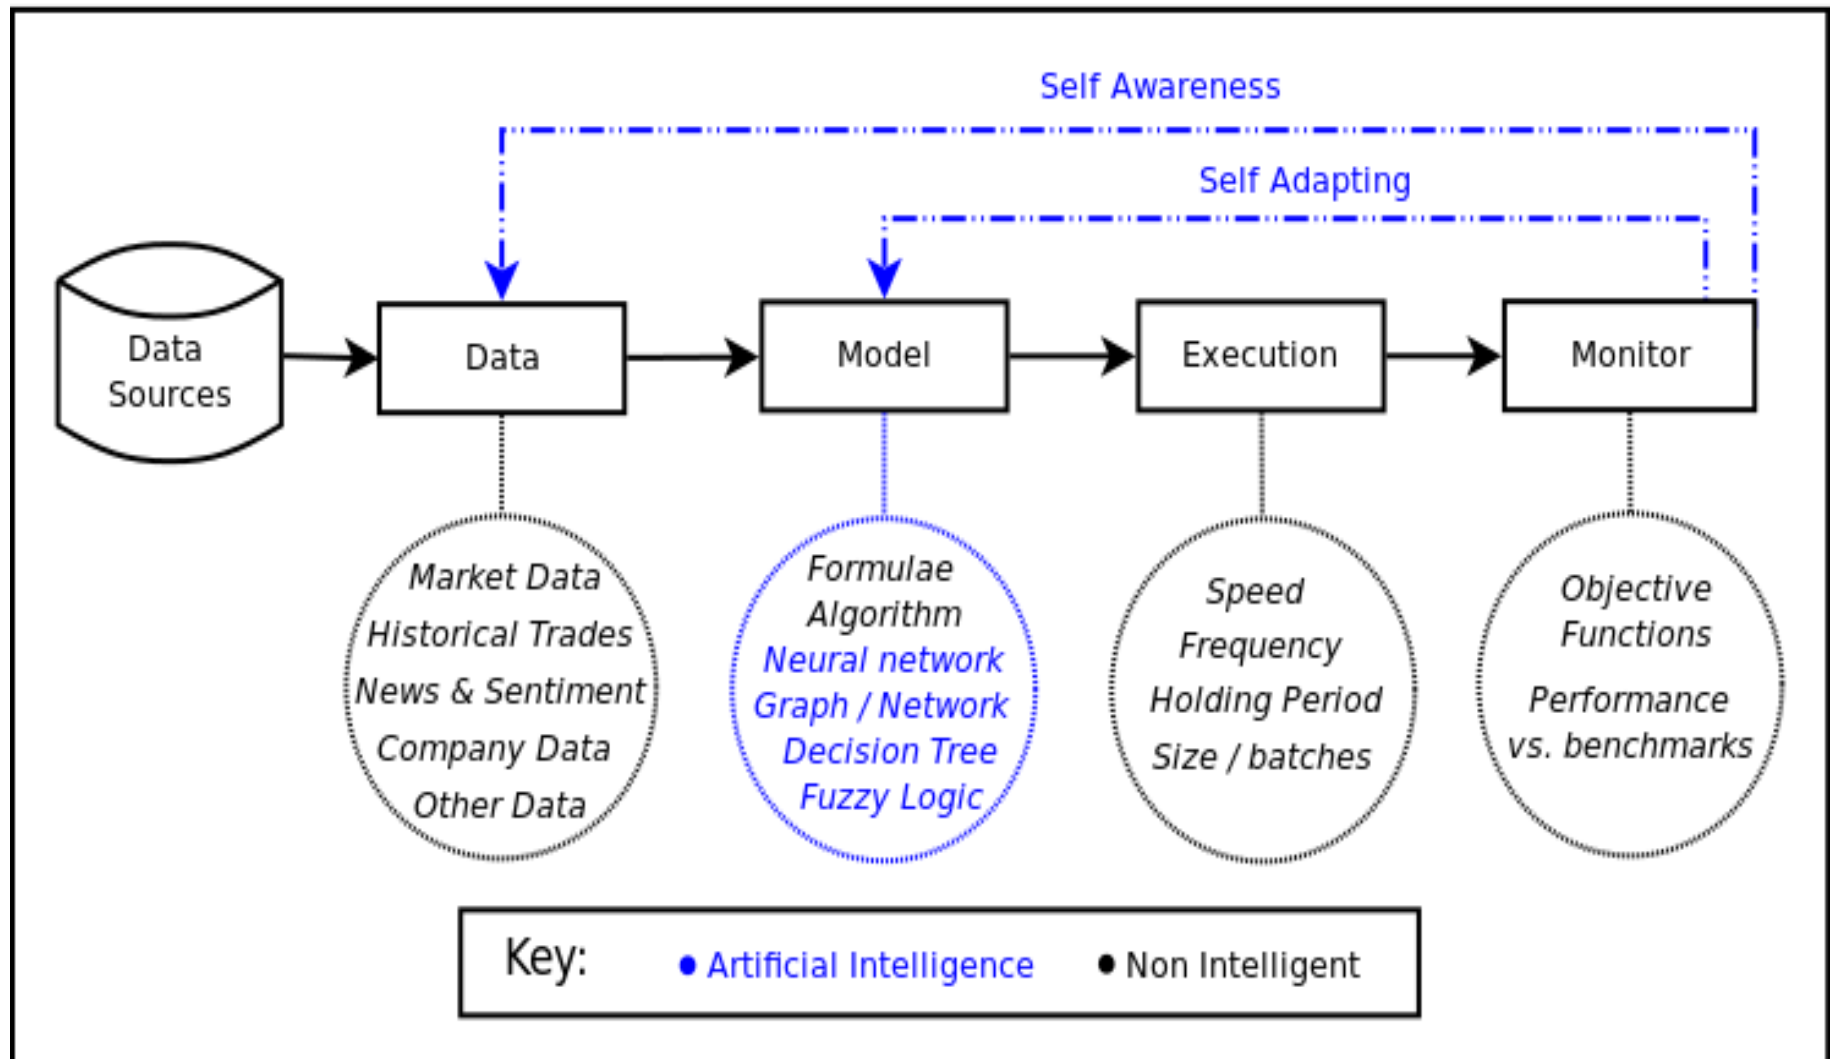 Self Awareness
Self Adapting
Data
Sources
Data
Model
Execution
Monitor
Market Data
Historical Trades
News & Sentiment
Company Data
Other Data
Formulae
Algorithm
Neural network
Graph / Network
Decision Tree
Fuzzy Logic
Speed
Frequency
Holding Period
Size / batches
Objective
Functions
Performance
vs. benchmarks
Key:
Artificial Intelligence
Non Intelligent